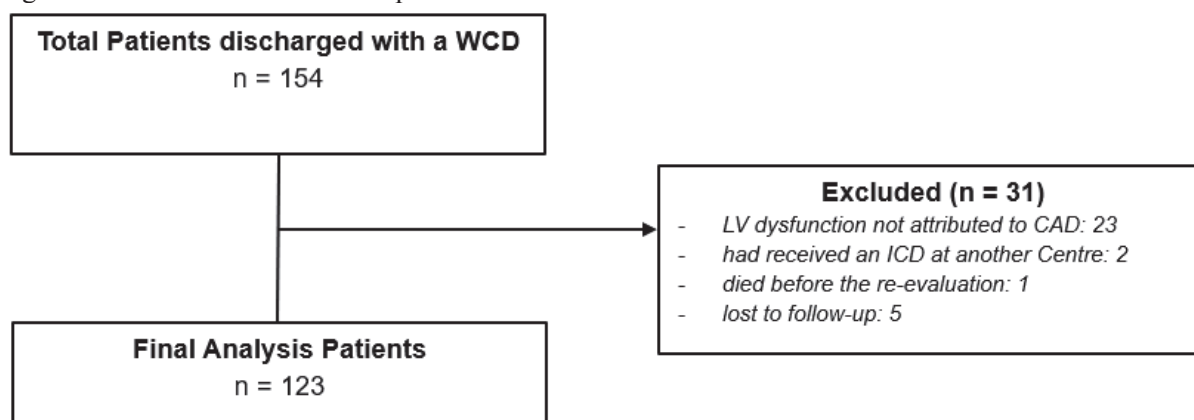 Total Patients discharged with a WCD
n = 154
Excluded (n = 31)
- LV dysfunction not attributed to CAD: 23
- had received an ICD at another Centre: 2
- died before the re-evaluation: 1
- lost to follow-up: 5
Final Analysis Patients
n = 123